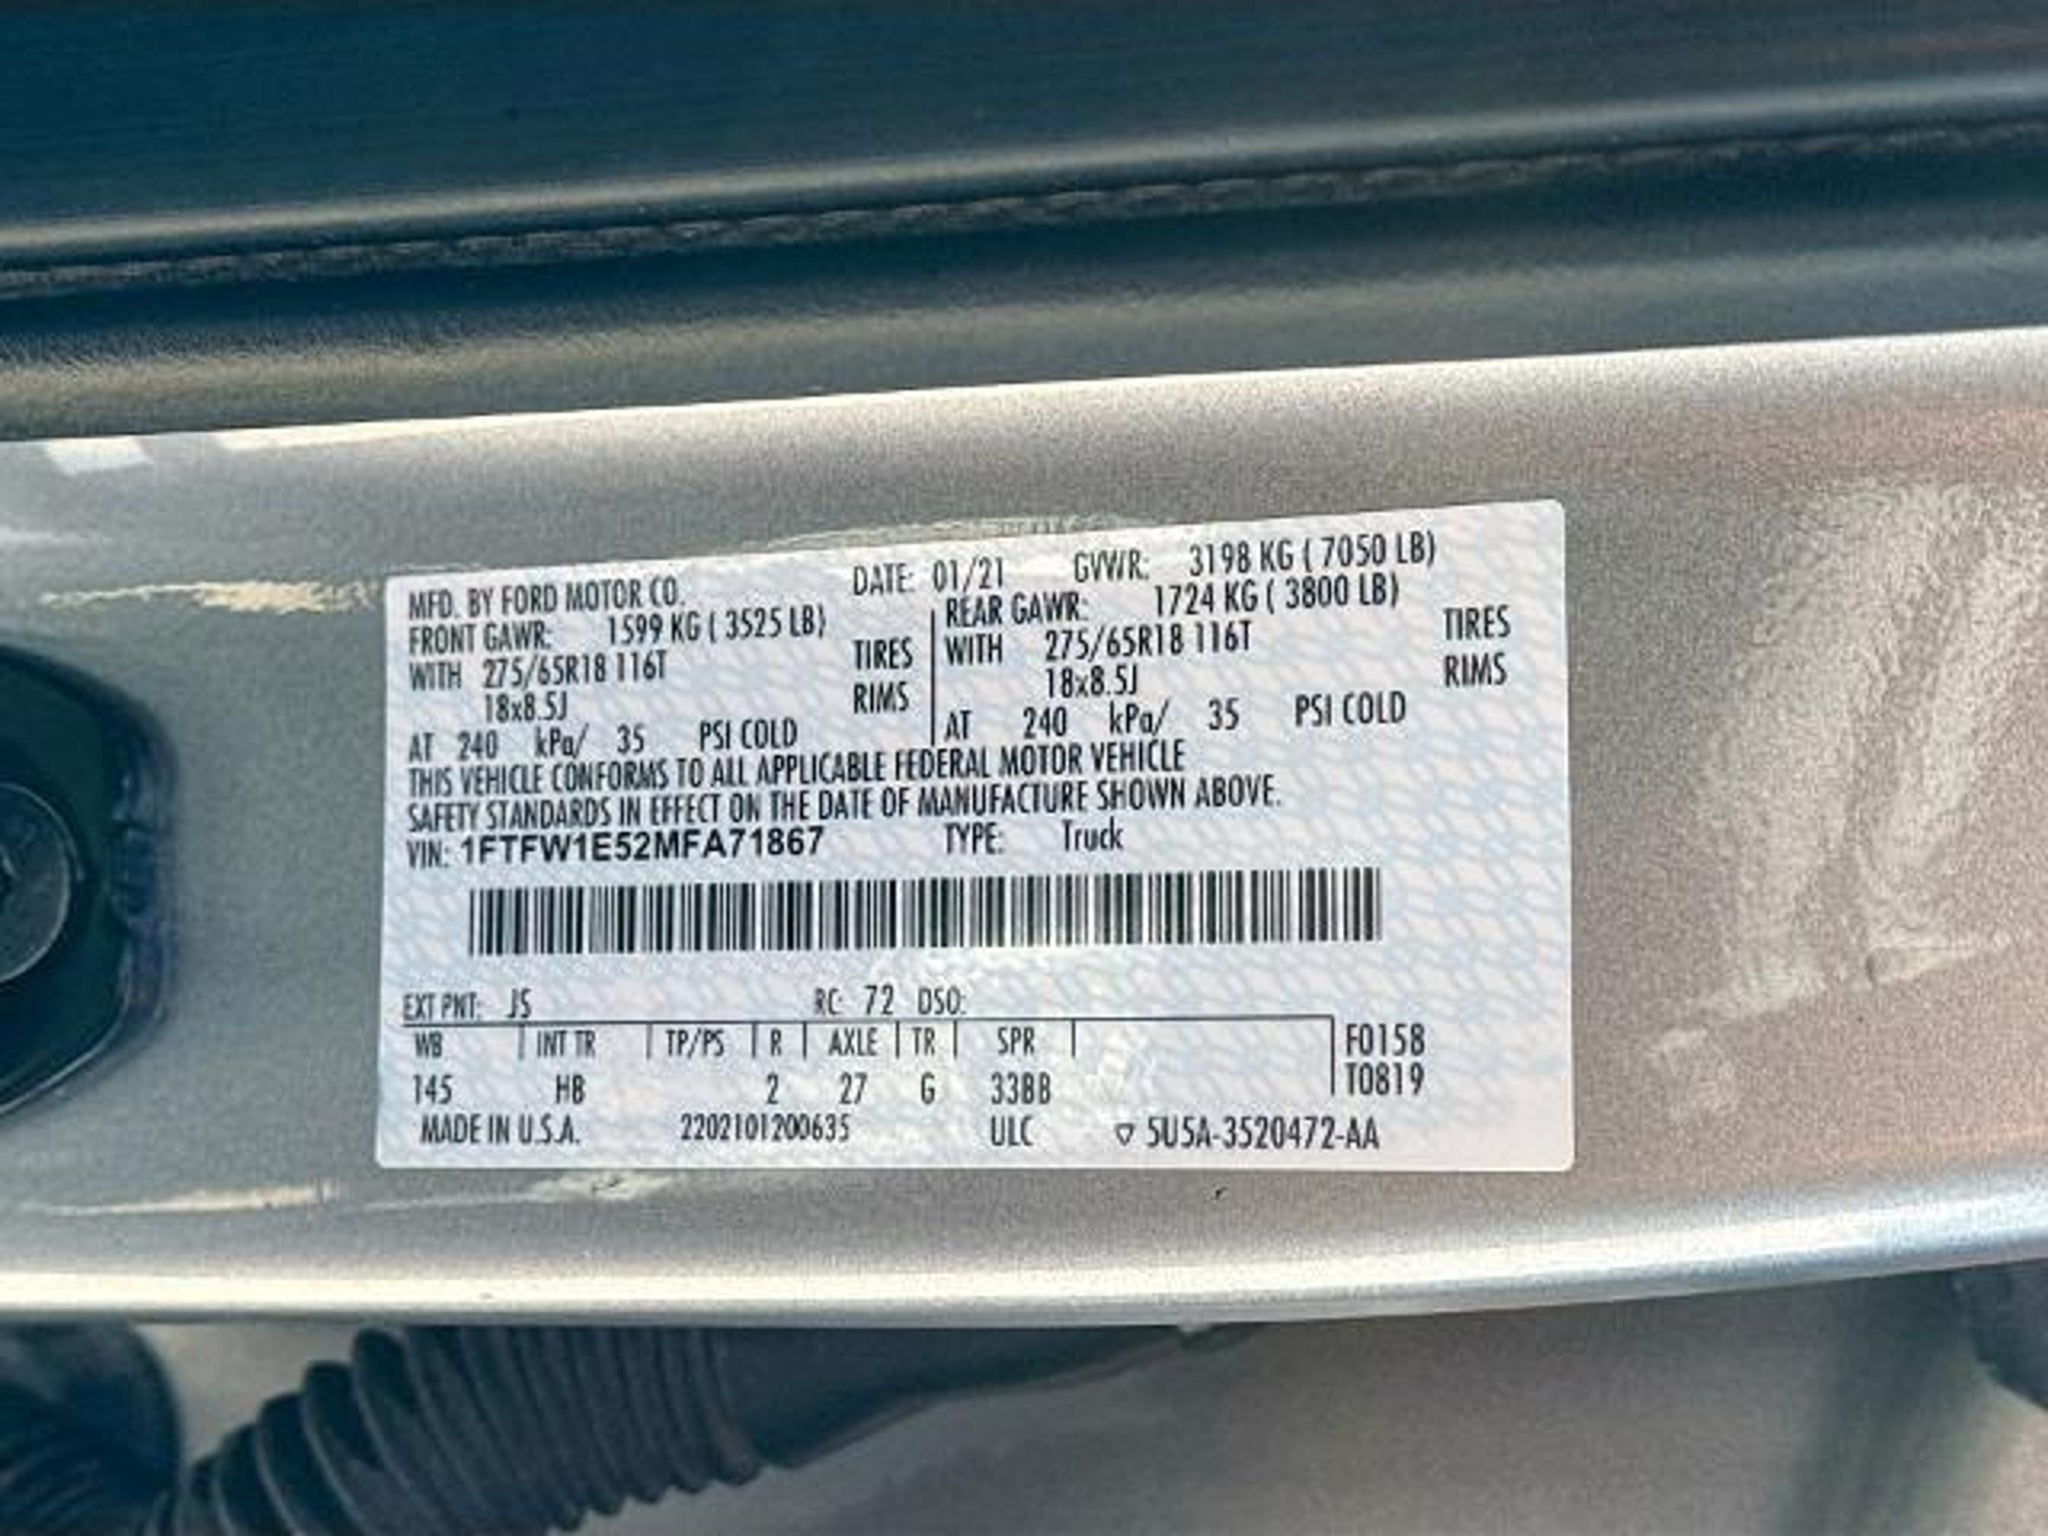 MFD. BY FORD MOTOR CO. DATE: 01/21 GVWR: 3198 KG ( 7050 LB)
FRONT GAWR: 1599 KG ( 3525 LB) REAR GAWR: 1724 KG ( 3800 LB)
WITH 275/65R18 116T TIRES WITH 275/65R18 116T TIRES
18x8.5J RIMS 18x8.5J RIMS
AT 240 kPa/ 35 PSI COLD AT 240 kPa/ 35 PSI COLD
THIS VEHICLE CONFORMS TO ALL APPLICABLE FEDERAL MOTOR VEHICLE
SAFETY STANDARDS IN EFFECT ON THE DATE OF MANUFACTURE SHOWN ABOVE.
VIN: 1FTFW1E52MFA71867 TYPE: Truck
EXT PNT: JS RC: 72 DSO:
WB INT TR TP/PS R AXLE TR SPR F0158
145 HB 2 27 G 33BB T0819
MADE IN U.S.A. 2202101200635 ULC ▽ 5U5A-3520472-AA